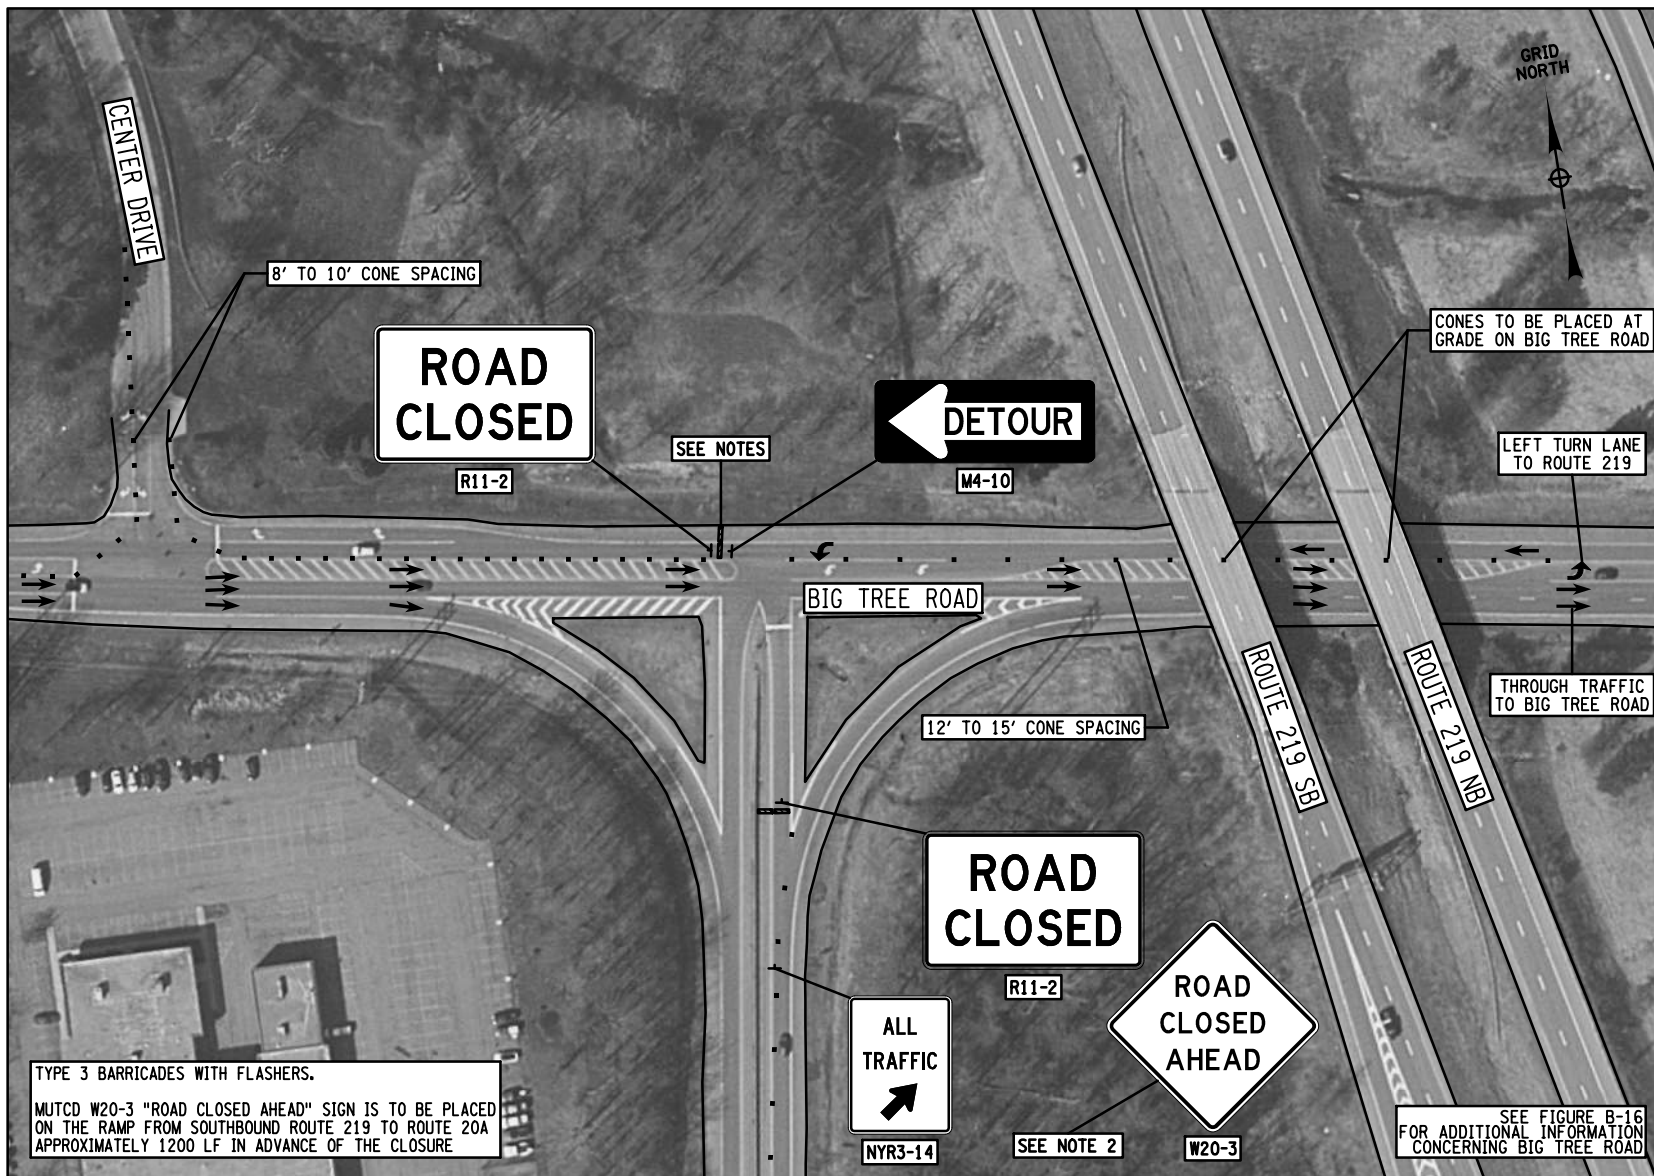 GRID
NORTH
CENTER DRIVE
8' TO 10' CONE SPACING
ROAD
CLOSED
R11-2
SEE NOTES
DETOUR
M4-10
CONES TO BE PLACED AT
GRADE ON BIG TREE ROAD
LEFT TURN LANE
TO ROUTE 219
BIG TREE ROAD
12' TO 15' CONE SPACING
ROUTE 219 SB
ROUTE 219 NB
THROUGH TRAFFIC
TO BIG TREE ROAD
ROAD
CLOSED
R11-2
ALL
TRAFFIC
NYR3-14
ROAD
CLOSED
AHEAD
SEE NOTE 2
W20-3
TYPE 3 BARRICADES WITH FLASHERS.
MUTCD W20-3 "ROAD CLOSED AHEAD" SIGN IS TO BE PLACED
ON THE RAMP FROM SOUTHBOUND ROUTE 219 TO ROUTE 20A
APPROXIMATELY 1200 LF IN ADVANCE OF THE CLOSURE
SEE FIGURE B-16
FOR ADDITIONAL INFORMATION
CONCERNING BIG TREE ROAD